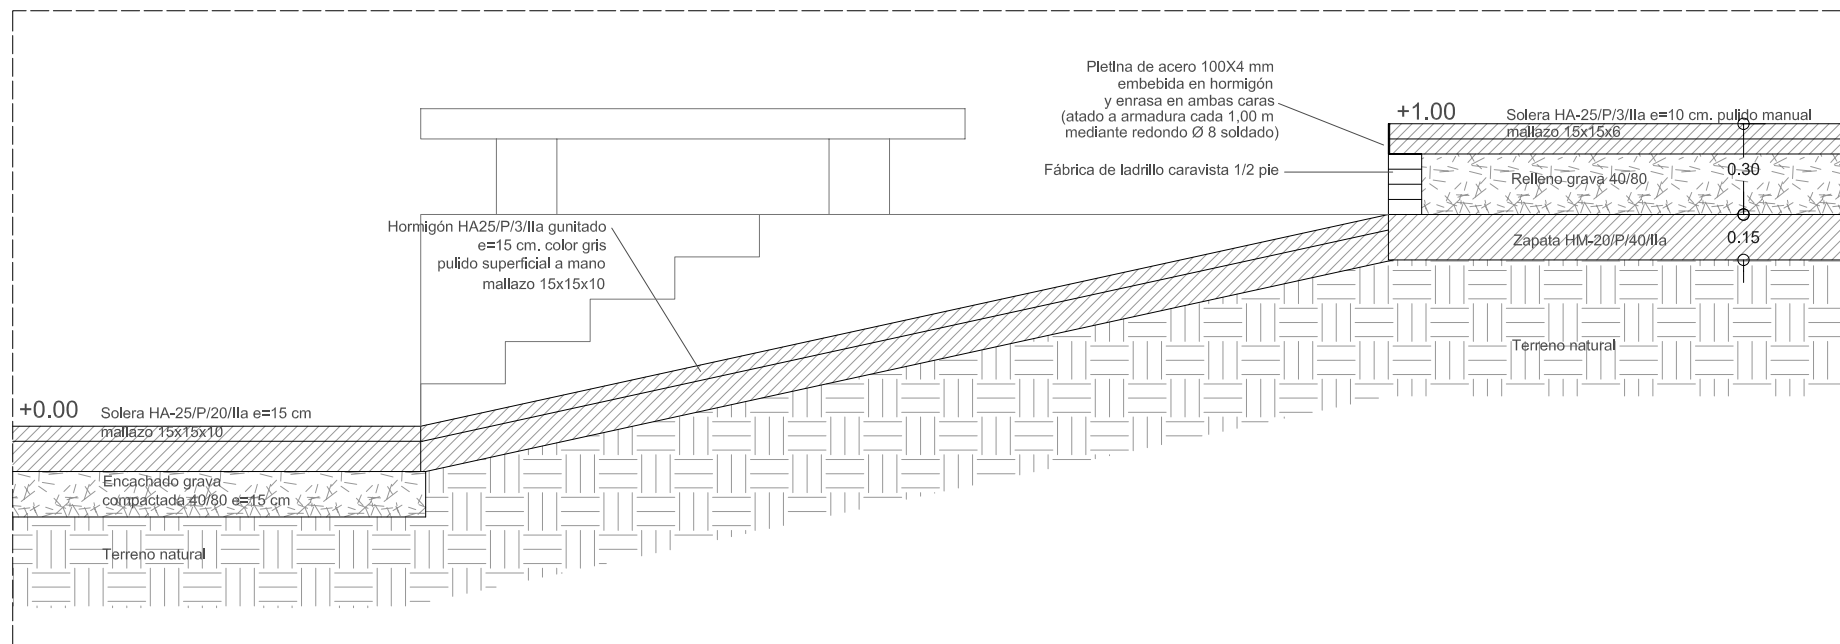 Pletina de acero 100X4 mm
embebida en hormigón
y enrasa en ambas caras
(atado a armadura cada 1,00 m
mediante redondo Ø 8 soldado)
+1.00
Solera HA-25/P/3/IIa e=10 cm. pulido manual
mallazo 15x15x6
Fábrica de ladrillo caravista 1/2 pie
Relleno grava 40/80
0.30
Hormigón HA25/P/3/IIa gunitado
e=15 cm. color gris
pulido superficial a mano
mallazo 15x15x10
Zapata HM-20/P/40/IIa
0.15
Terreno natural
+0.00
Solera HA-25/P/20/IIa e=15 cm
mallazo 15x15x10
Encachado grava
compactada 40/80 e=15 cm
Terreno natural